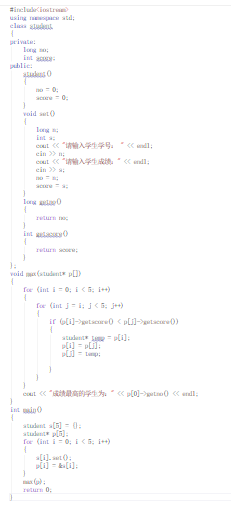 #include<iostream>
using namespace std;
class student
{
private:
long no;
int score;
public:
student()
{
no = 0;
score = 0;
}
void set()
{
long n;
int s;
cout << "请输入学生学号： " << endl;
cin >> n;
cout << "请输入学生成绩：" << endl;
cin >> s;
no = n;
score = s;
}
long getno()
{
return no;
}
int getscore()
{
return score;
}
};
void max(student* p[])
{
for (int i = 0; i < 5; i++)
{
for (int j = i; j < 5; j++)
{
if (p[i]->getscore() < p[j]->getscore())
{
student* temp = p[i];
p[i] = p[j];
p[j] = temp;
}
}
}
cout << "成绩最高的学生为：" << p[0]->getno() << endl;
}
int main()
{
student s[5] = {};
student* p[5];
for (int i = 0; i < 5; i++)
{
s[i].set();
p[i] = &s[i];
}
max(p);
return 0;
}